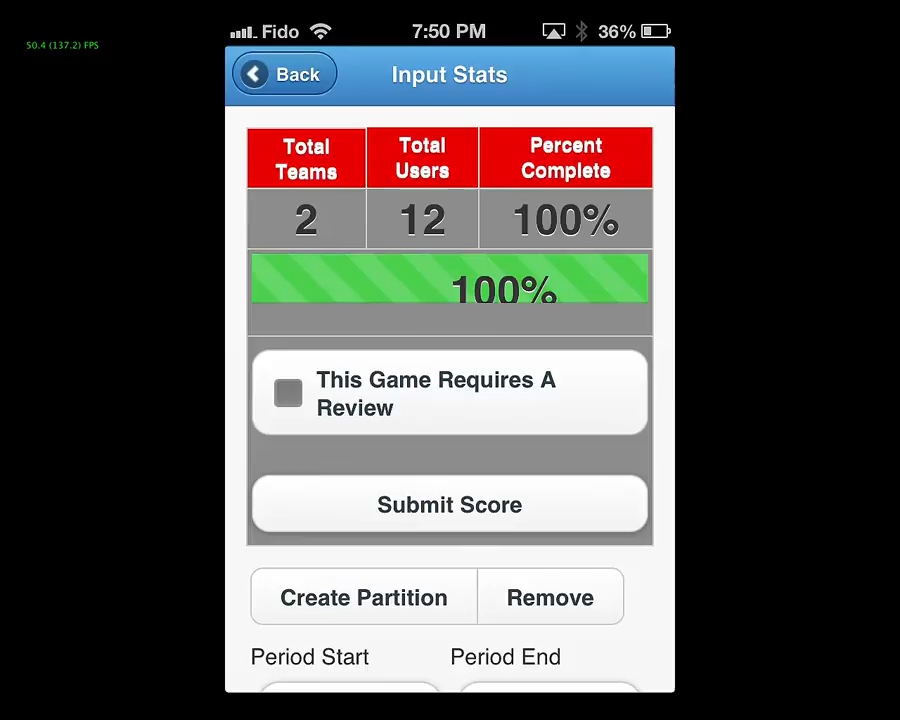 50.4 (137.2) FPS
Fido 7:50 PM 36%
Back Input Stats
Total Teams Total Users Percent Complete
2 12 100%
100%
This Game Requires A
Review
Submit Score
Create Partition Remove
Period Start Period End